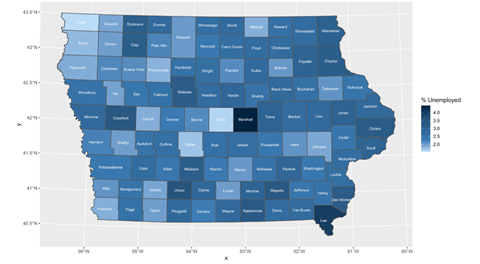 43.5°N
Lyon Osceola Dickinson Emmet Winnebago Worth Mitchell Howard Winneshiek Allamakee
Kossuth
43°N
Sioux O'Brien Clay Palo Alto Hancock Cerro Gordo Floyd Chickasaw
Fayette Clayton
Plymouth Cherokee Buena Vista Pocahontas Humboldt Wright Franklin Butler Bremer
42.5°N
Webster Black Hawk Buchanan Delaware Dubuque
Woodbury Ida Sac Calhoun Hamilton Hardin Grundy
Jackson
Jones
42°N
Monona Crawford Carroll Greene Boone Story Marshall Tama Benton Linn
Clinton
Cedar
Harrison Shelby Audubon Guthrie Dallas Polk Jasper Poweshiek Iowa Johnson
Scott
41.5°N
Muscatine
Pottawattamie Cass Adair Madison Warren Marion Mahaska Keokuk Washington
Louisa
41°N
Mills Montgomery Adams Union Clarke Lucas Monroe Wapello Jefferson Henry
Des Moines
Fremont Page Taylor Ringgold Decatur Wayne Appanoose Davis Van Buren
Lee
40.5°N
96°W 95°W 94°W 93°W 92°W 91°W 90°W
x
y
% Unemployed
4.0
3.5
3.0
2.5
2.0